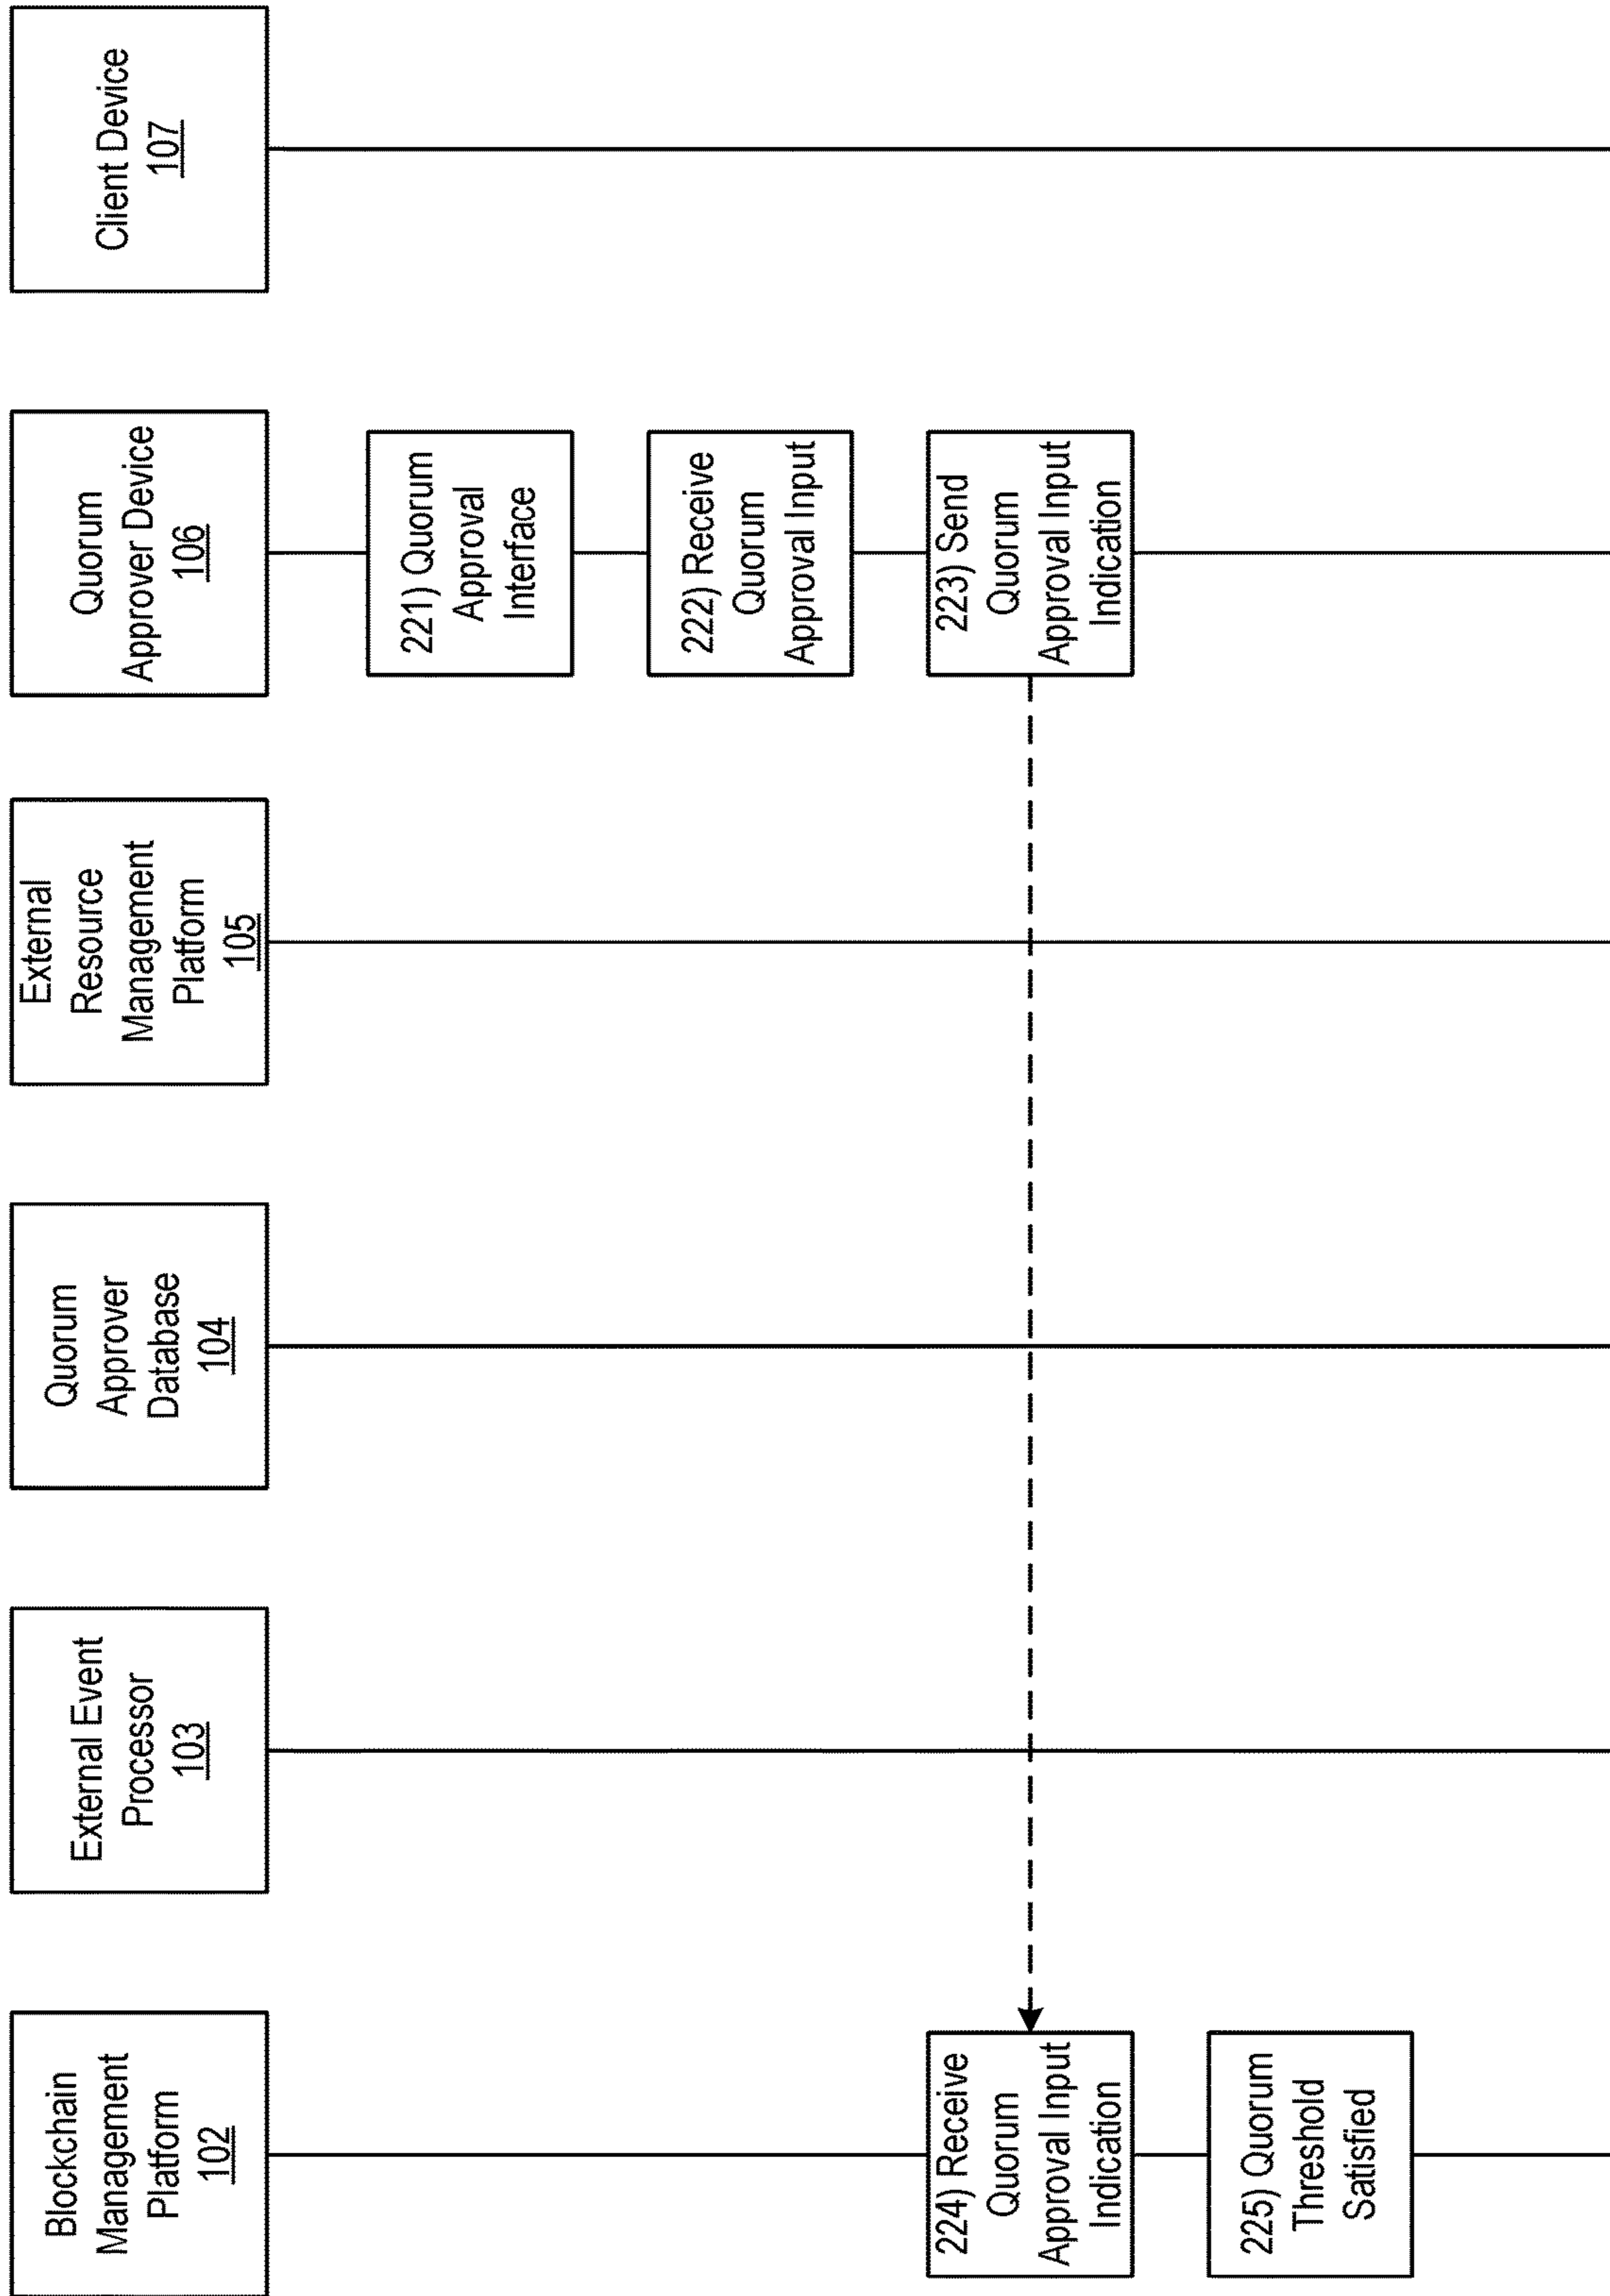 Blockchain
Management
Platform
102
External Event
Processor
103
Quorum
Approver
Database
104
External
Resource
Management
Platform
105
Quorum
Approver Device
106
Client Device
107
221) Quorum
Approval
Interface
222) Receive
Quorum
Approval Input
223) Send
Quorum
Approval Input
Indication
224) Receive
Quorum
Approval Input
Indication
225) Quorum
Threshold
Satisfied